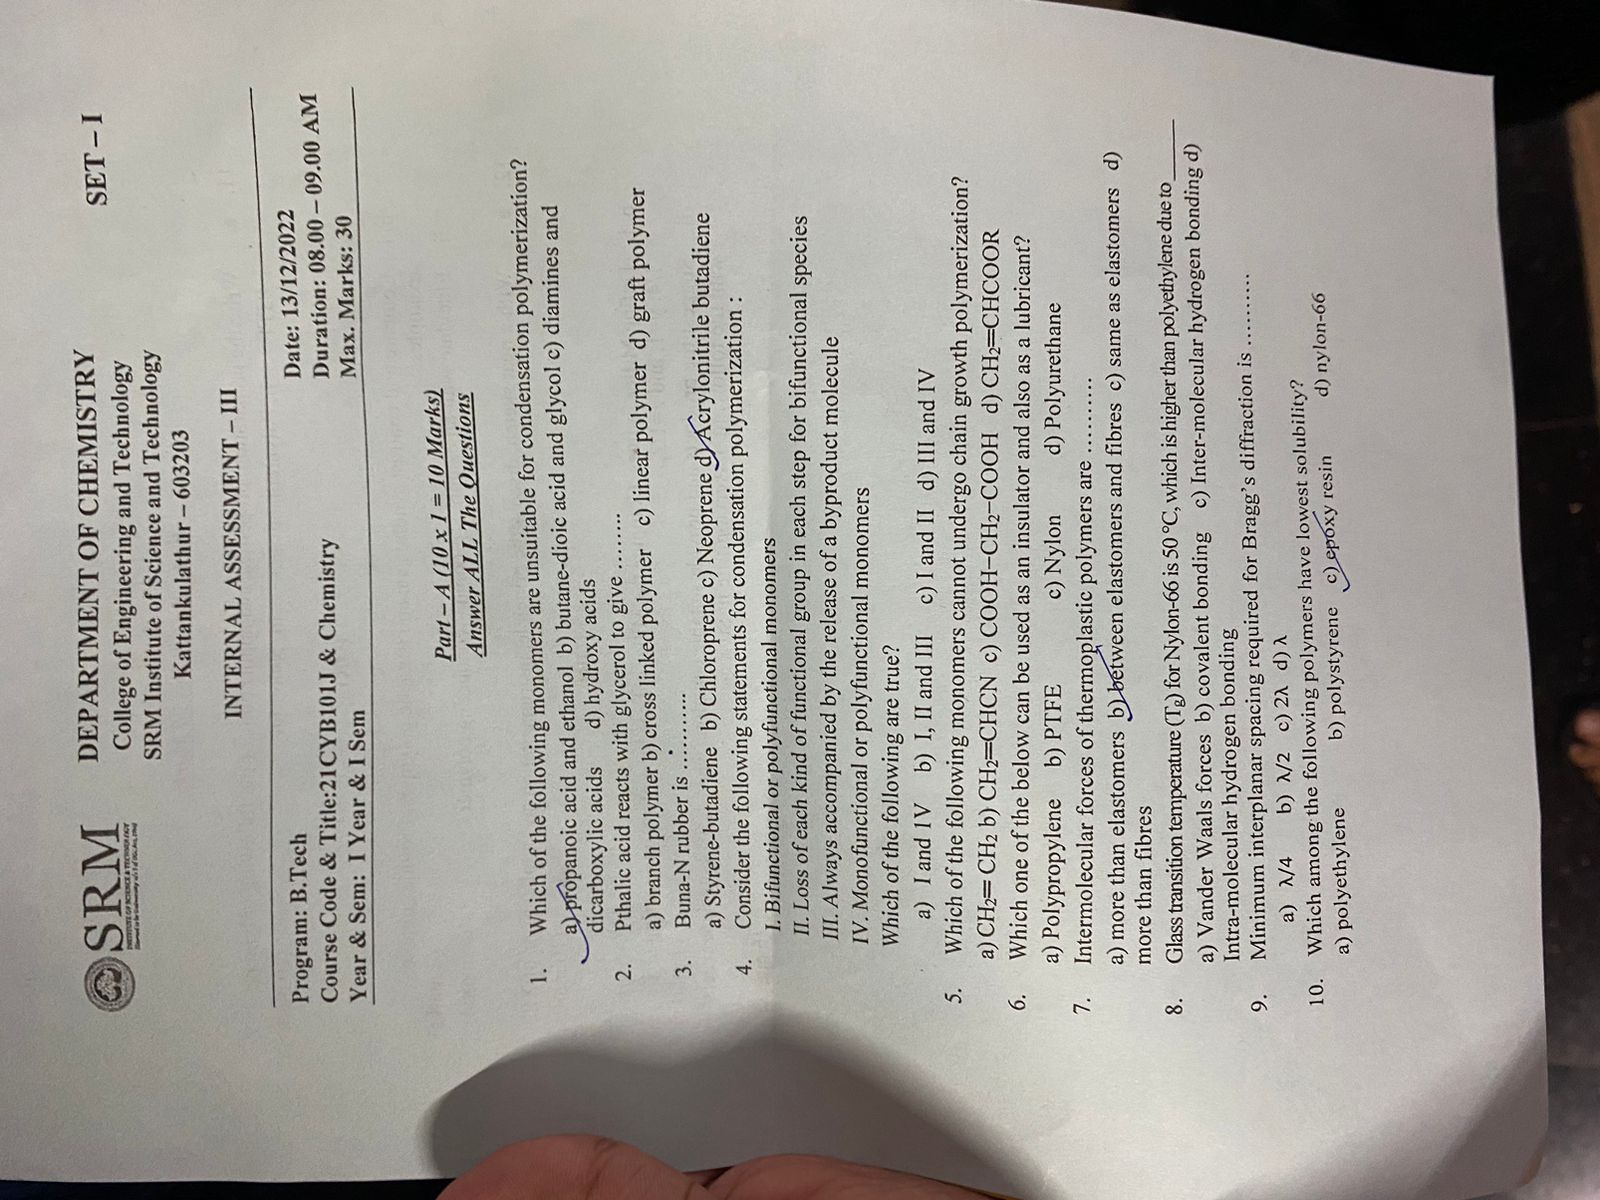 SRM
INSTITUTE OF SCIENCE & TECHNOLOGY
DEPARTMENT OF CHEMISTRY
SET – I
College of Engineering and Technology
SRM Institute of Science and Technology
Kattankulathur – 603203
INTERNAL ASSESSMENT – III
Program: B.Tech
Date: 13/12/2022
Course Code & Title:21CYB101J & Chemistry
Duration: 08.00 – 09.00 AM
Year & Sem: I Year & I Sem
Max. Marks: 30
Part – A (10 x 1 = 10 Marks)
Answer ALL The Questions
1. Which of the following monomers are unsuitable for condensation polymerization?
a) propanoic acid and ethanol b) butane-dioic acid and glycol c) diamines and
dicarboxylic acids d) hydroxy acids
2. Pthalic acid reacts with glycerol to give ........
a) branch polymer b) cross linked polymer c) linear polymer d) graft polymer
3. Buna-N rubber is ...........
a) Styrene-butadiene b) Chloroprene c) Neoprene d) Acrylonitrile butadiene
4. Consider the following statements for condensation polymerization :
I. Bifunctional or polyfunctional monomers
II. Loss of each kind of functional group in each step for bifunctional species
III. Always accompanied by the release of a byproduct molecule
IV. Monofunctional or polyfunctional monomers
Which of the following are true?
a) I and IV b) I, II and III c) I and II d) III and IV
5. Which of the following monomers cannot undergo chain growth polymerization?
a) CH₂= CH₂ b) CH₂=CHCN c) COOH–CH₂–COOH d) CH₂=CHCOOR
6. Which one of the below can be used as an insulator and also as a lubricant?
a) Polypropylene b) PTFE c) Nylon d) Polyurethane
7. Intermolecular forces of thermoplastic polymers are ..........
a) more than elastomers b) between elastomers and fibres c) same as elastomers d)
more than fibres
8. Glass transition temperature (Tg) for Nylon-66 is 50 °C, which is higher than polyethylene due to ______
a) Vander Waals forces b) covalent bonding c) Inter-molecular hydrogen bonding d)
Intra-molecular hydrogen bonding
9. Minimum interplanar spacing required for Bragg's diffraction is ..........
a) λ/4 b) λ/2 c) 2λ d) λ
10. Which among the following polymers have lowest solubility?
a) polyethylene b) polystyrene c) epoxy resin d) nylon-66